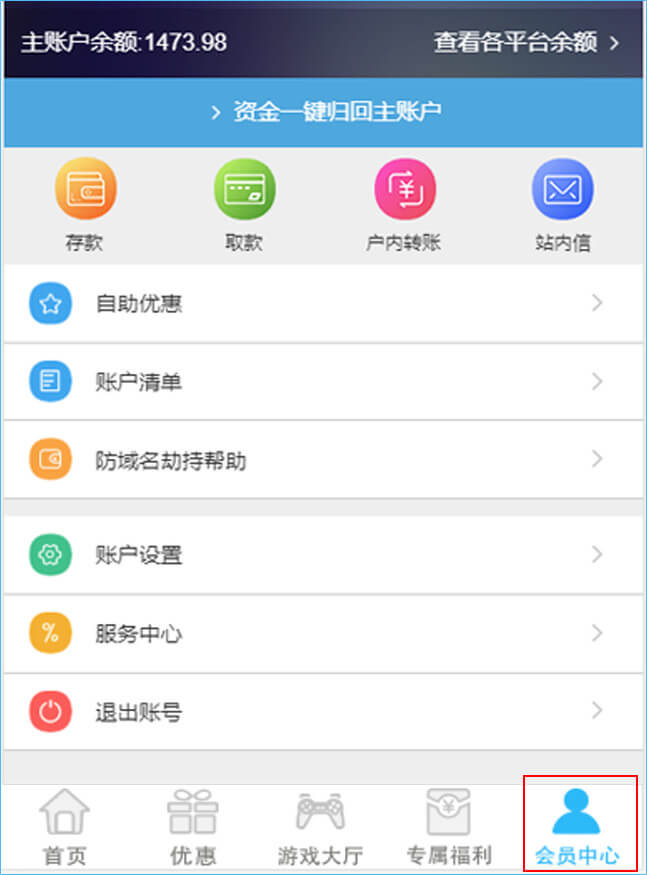 主账户余额:1473.98 查看各平台余额
资金一键归回主账户
存款 取款 户内转账 站内信
自助优惠
账户清单
防域名劫持帮助
账户设置
服务中心
退出账号
首页 优惠 游戏大厅 专属福利 会员中心